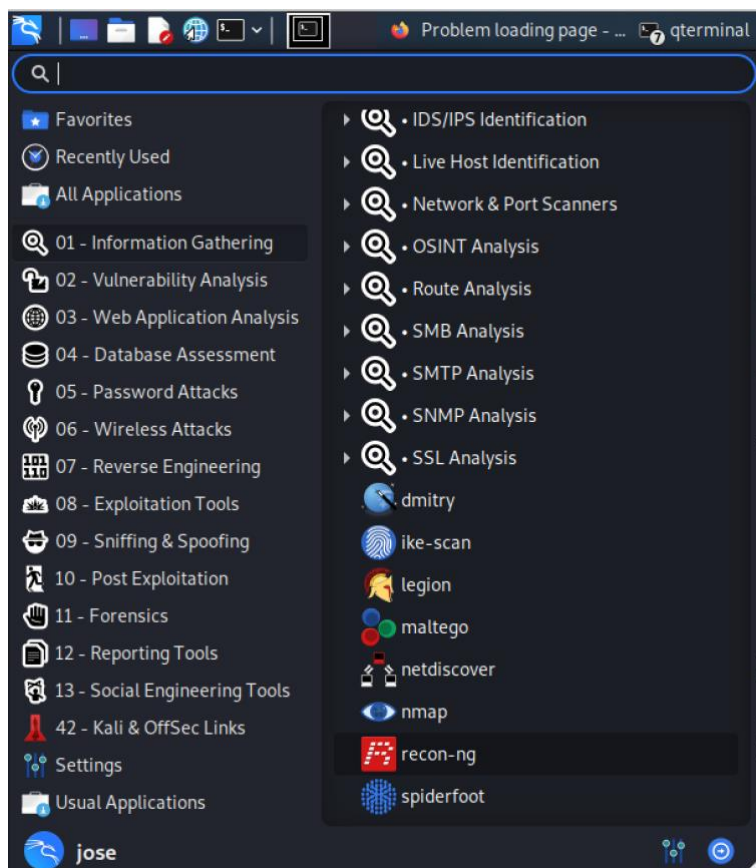 Problem loading page - ...
7
qterminal
Favorites
Recently Used
All Applications
01 - Information Gathering
02 - Vulnerability Analysis
03 - Web Application Analysis
04 - Database Assessment
05 - Password Attacks
06 - Wireless Attacks
07 - Reverse Engineering
08 - Exploitation Tools
09 - Sniffing & Spoofing
10 - Post Exploitation
11 - Forensics
12 - Reporting Tools
13 - Social Engineering Tools
42 - Kali & OffSec Links
Settings
Usual Applications
• IDS/IPS Identification
• Live Host Identification
• Network & Port Scanners
• OSINT Analysis
• Route Analysis
• SMB Analysis
• SMTP Analysis
• SNMP Analysis
• SSL Analysis
dmitry
ike-scan
legion
maltego
netdiscover
nmap
recon-ng
spiderfoot
jose